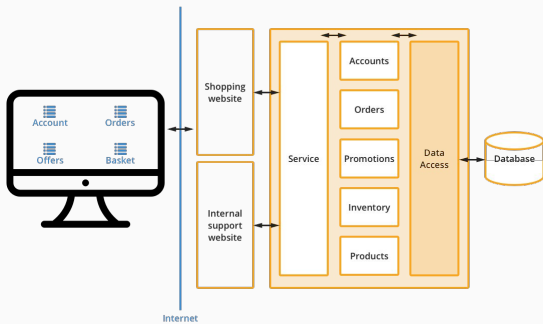 Account
Orders
Offers
Basket
Internet
Shopping
website
Internal
support
website
Service
Accounts
Orders
Promotions
Inventory
Products
Data
Access
Database